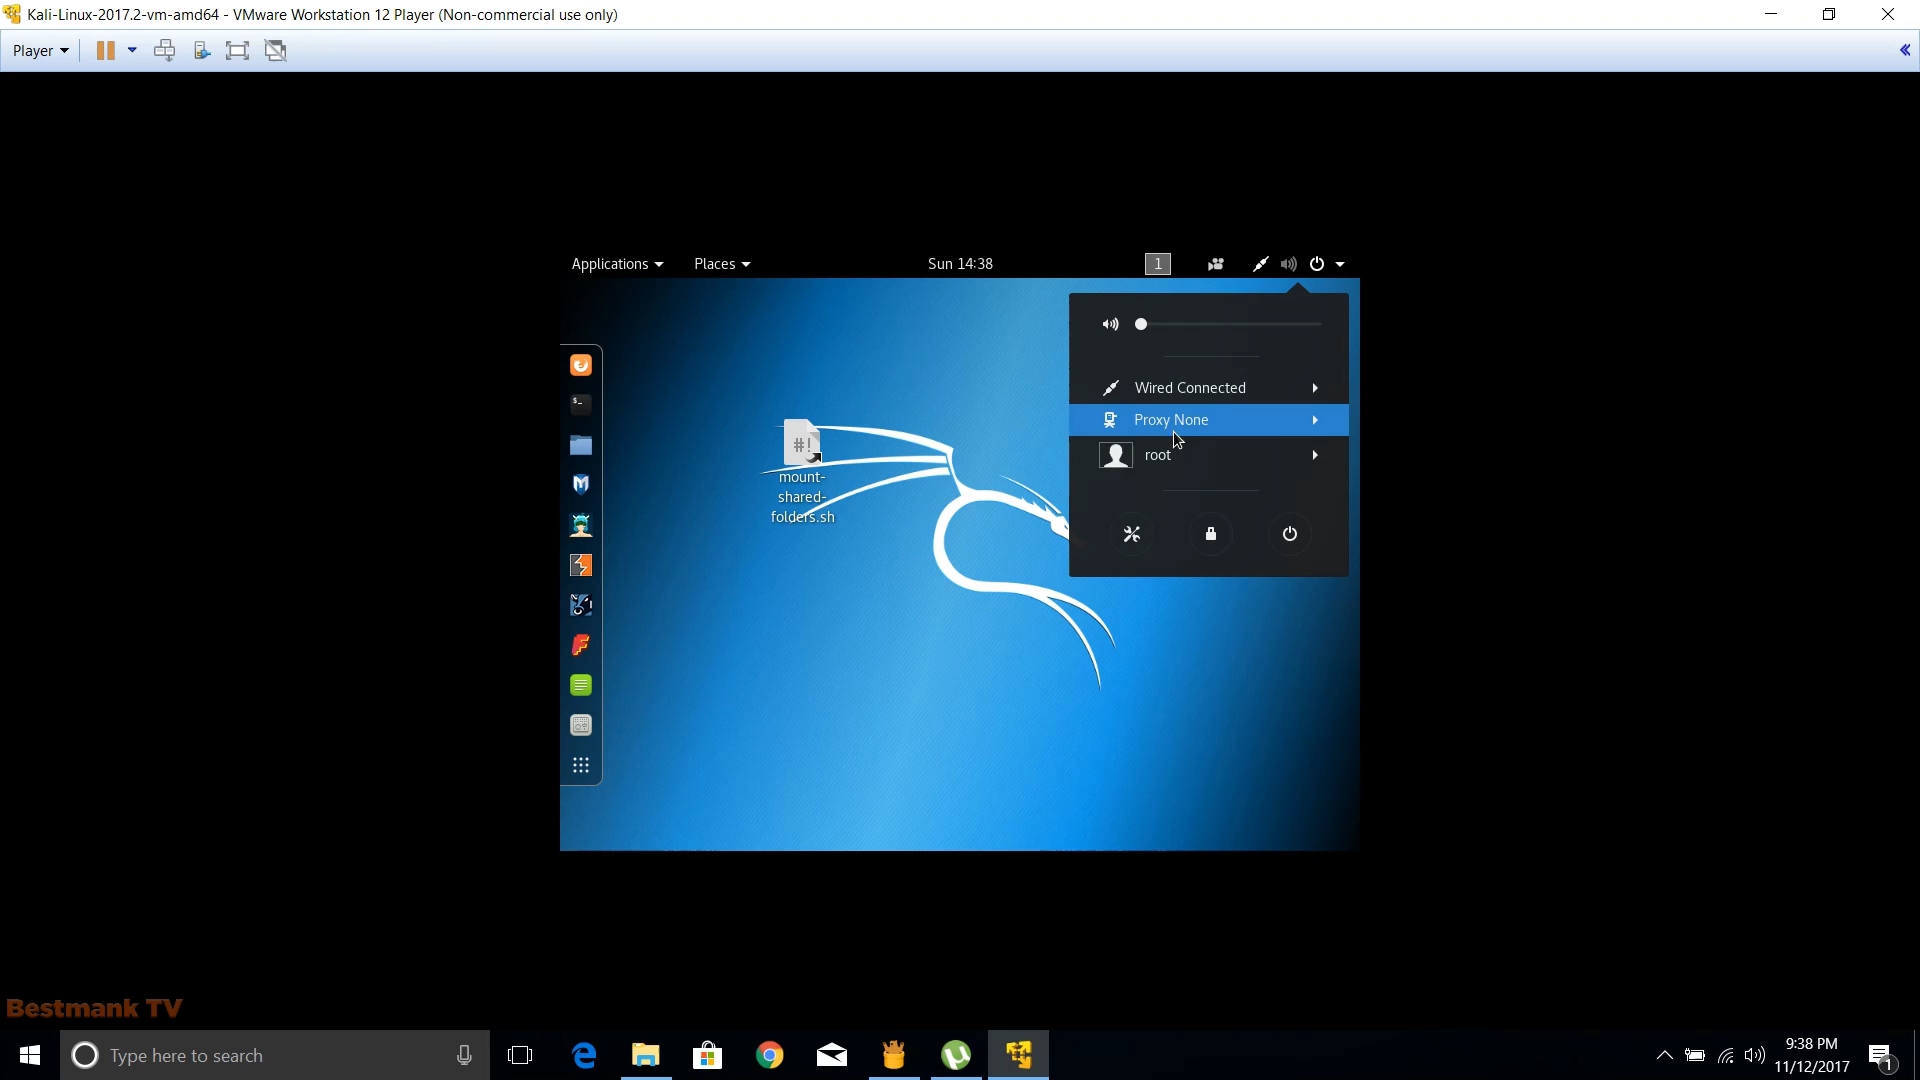 Kali-Linux-2017.2-vm-amd64 - VMware Workstation 12 Player (Non-commercial use only)
Player
Applications
Places
Sun 14:38
1
Wired Connected
Proxy None
root
#!
mount-
shared-
folders.sh
Bestmank TV
Type here to search
9:38 PM
11/12/2017
1